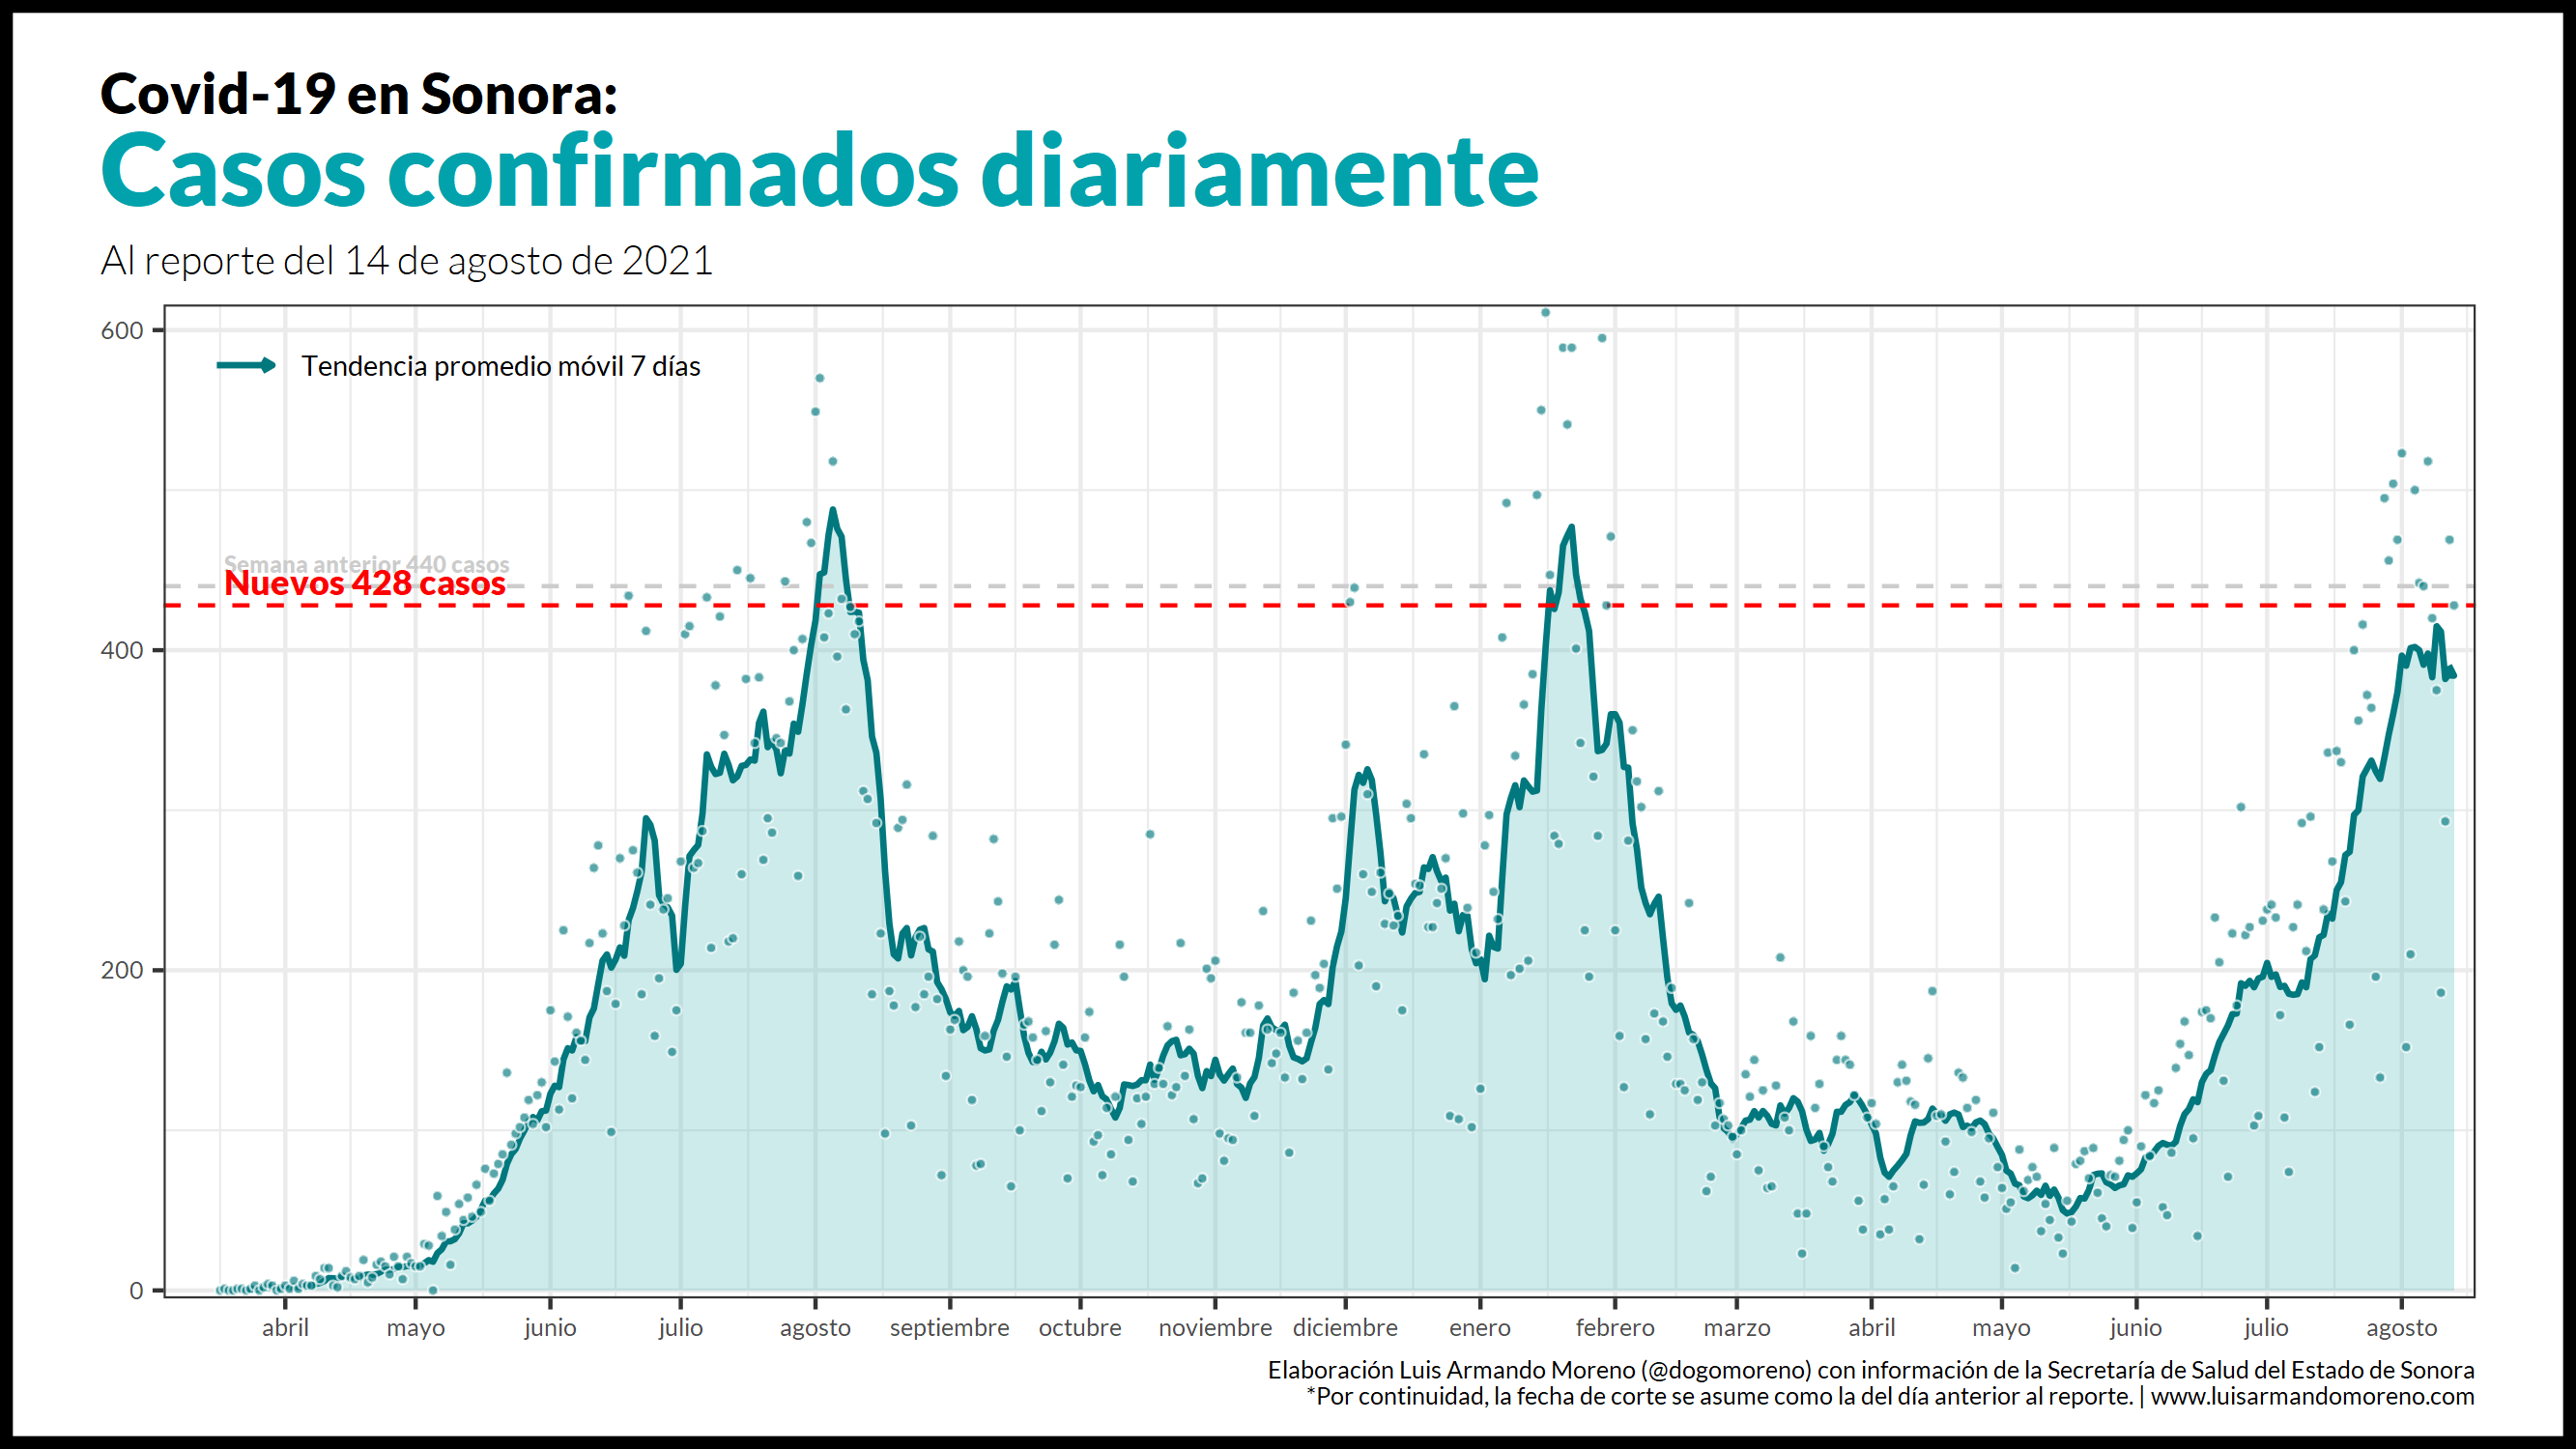 Covid-19 en Sonora:
Casos confirmados diariamente
Al reporte del 14 de agosto de 2021
600
Tendencia promedio móvil 7 días
Semana anterior 440 casos
Nuevos 428 casos
400
200
0
abril mayo junio julio agosto septiembre octubre noviembre diciembre enero febrero marzo abril mayo junio julio agosto
Elaboración Luis Armando Moreno (@dogomoreno) con información de la Secretaría de Salud del Estado de Sonora
*Por continuidad, la fecha de corte se asume como la del día anterior al reporte. | www.luisarmandomoreno.com